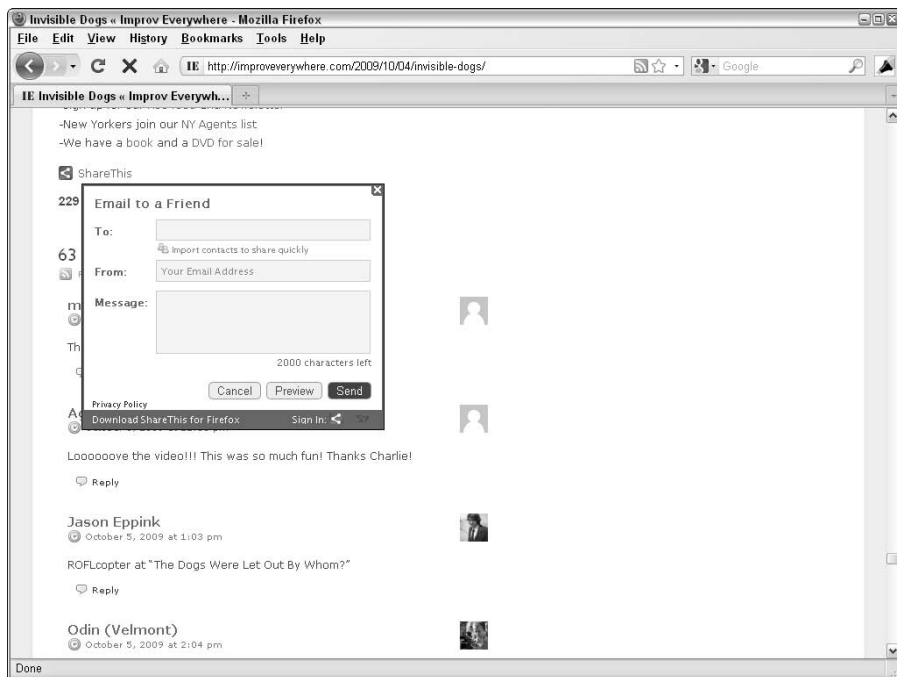 Invisible Dogs « Improv Everywhere - Mozilla Firefox
File Edit View History Bookmarks Tools Help
IE http://improveverywhere.com/2009/10/04/invisible-dogs/ Google
IE Invisible Dogs « Improv Everywh...
-New Yorkers join our NY Agents list
-We have a book and a DVD for sale!
ShareThis
229
Email to a Friend
To:
Import contacts to share quickly
63
From: Your Email Address
Message:
m
Th
2000 characters left
Cancel Preview Send
Privacy Policy
Download ShareThis for Firefox Sign In:
Looooooove the video!!! This was so much fun! Thanks Charlie!
Reply
Jason Eppink
October 5, 2009 at 1:03 pm
ROFLcopter at "The Dogs Were Let Out By Whom?"
Reply
Odin (Velmont)
October 5, 2009 at 2:04 pm
Done